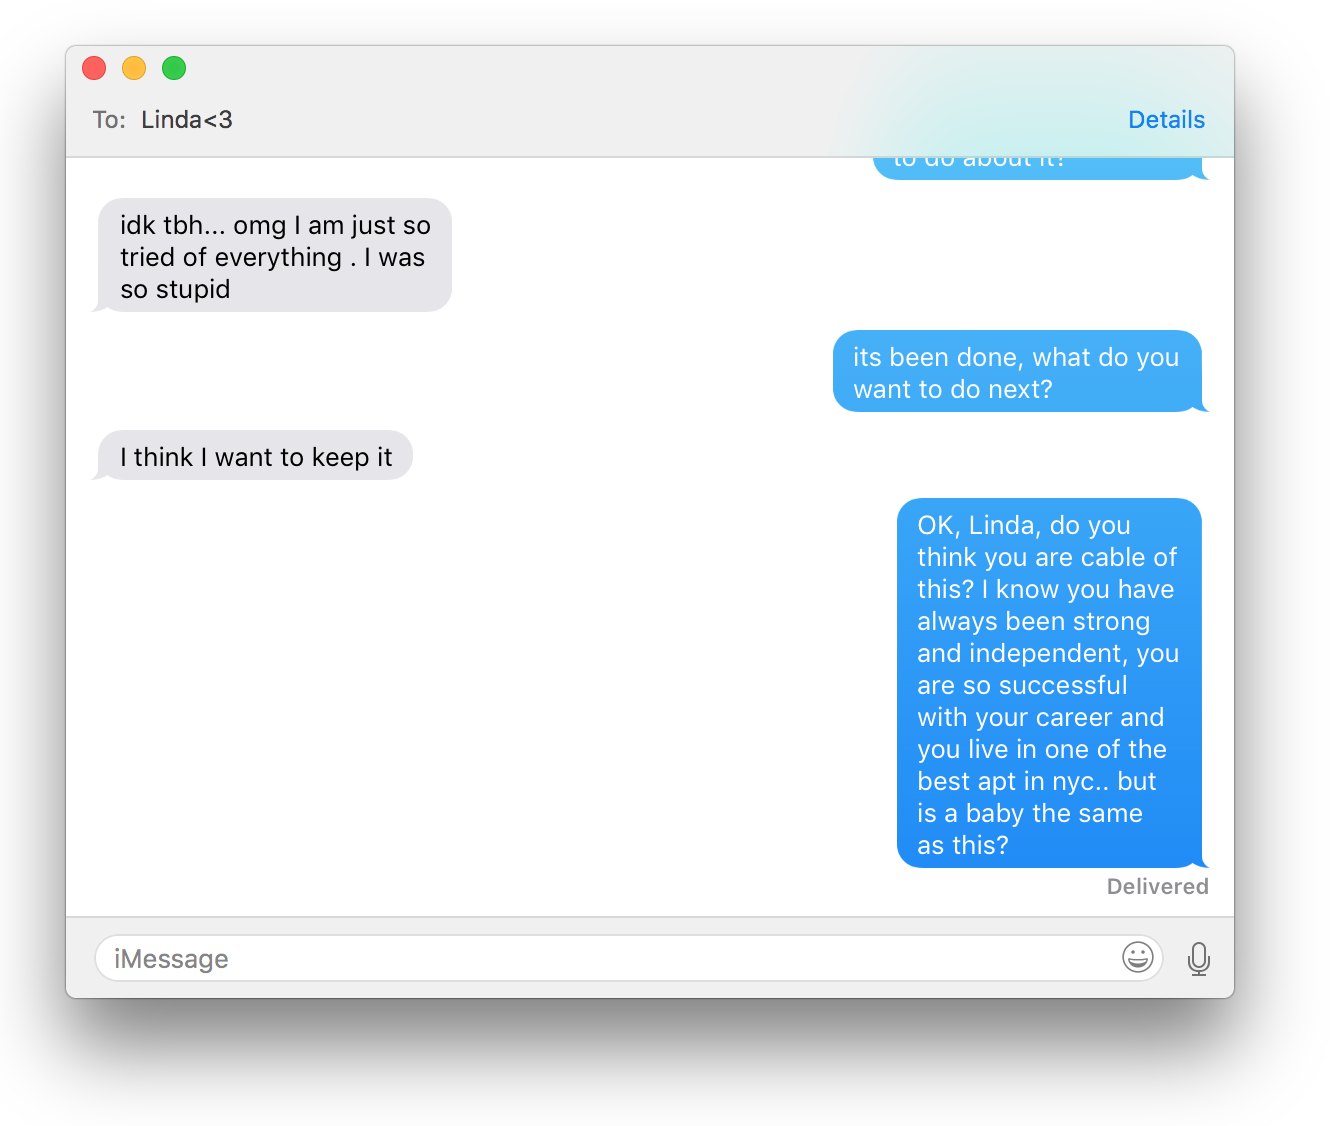 To: Linda<3
Details
to do about it?
idk tbh... omg I am just so
tried of everything . I was
so stupid
its been done, what do you
want to do next?
I think I want to keep it
OK, Linda, do you
think you are cable of
this? I know you have
always been strong
and independent, you
are so successful
with your career and
you live in one of the
best apt in nyc.. but
is a baby the same
as this?
Delivered
iMessage